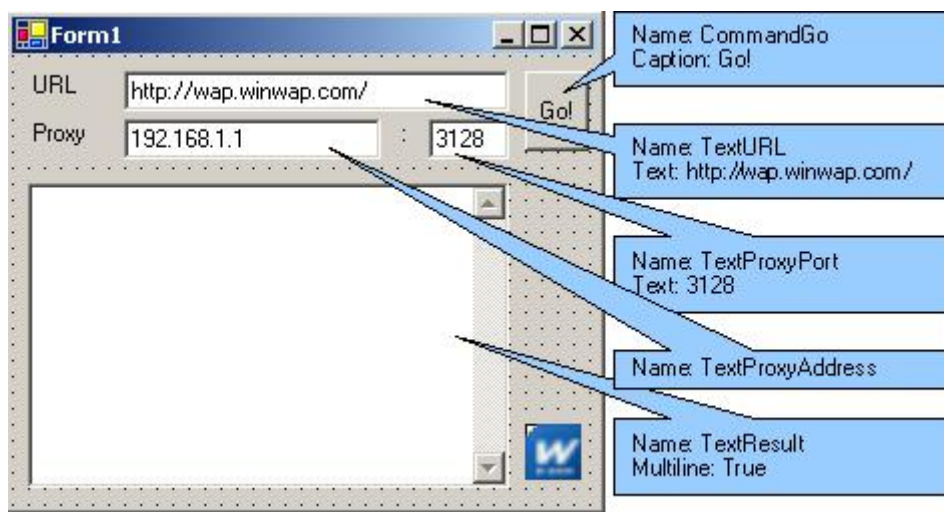 Form1
URL
http://wap.winwap.com/
Go!
Proxy
192.168.1.1
:
3128
Name: CommandGo
Caption: Go!
Name: TextURL
Text: http://wap.winwap.com/
Name: TextProxyPort
Text: 3128
Name: TextProxyAddress
Name: TextResult
Multiline: True
W